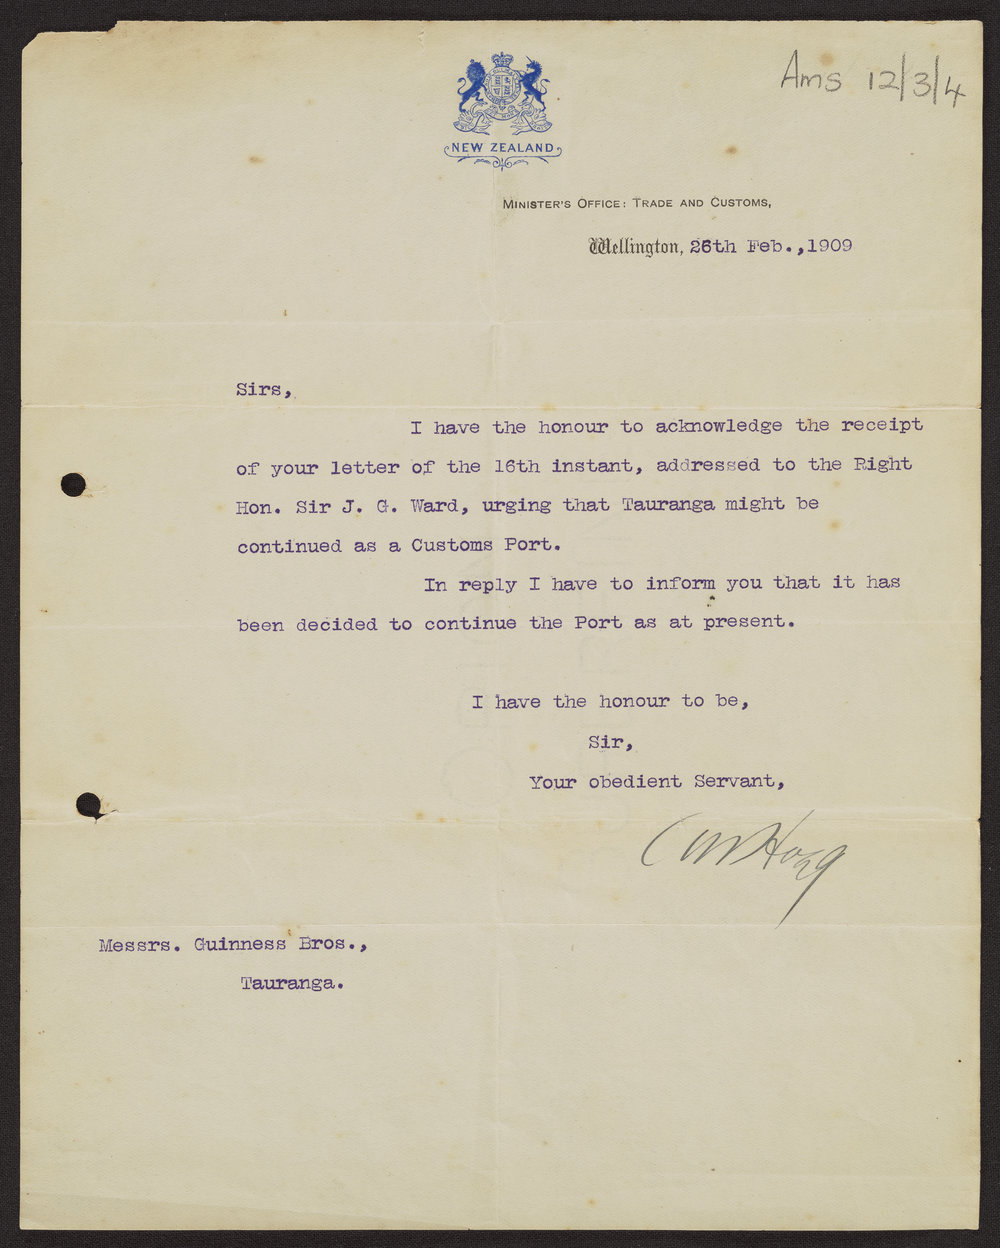 Ams 12/3/4
NEW ZEALAND
MINISTER'S OFFICE: TRADE AND CUSTOMS,
Wellington, 26th Feb., 1909
Sirs,
I have the honour to acknowledge the receipt
of your letter of the 16th instant, addressed to the Right
Hon. Sir J. G. Ward, urging that Tauranga might be
continued as a Customs Port.
In reply I have to inform you that it has
been decided to continue the Port as at present.
I have the honour to be,
Sir,
Your obedient Servant,
Hogg
Messrs. Guinness Bros.,
Tauranga.